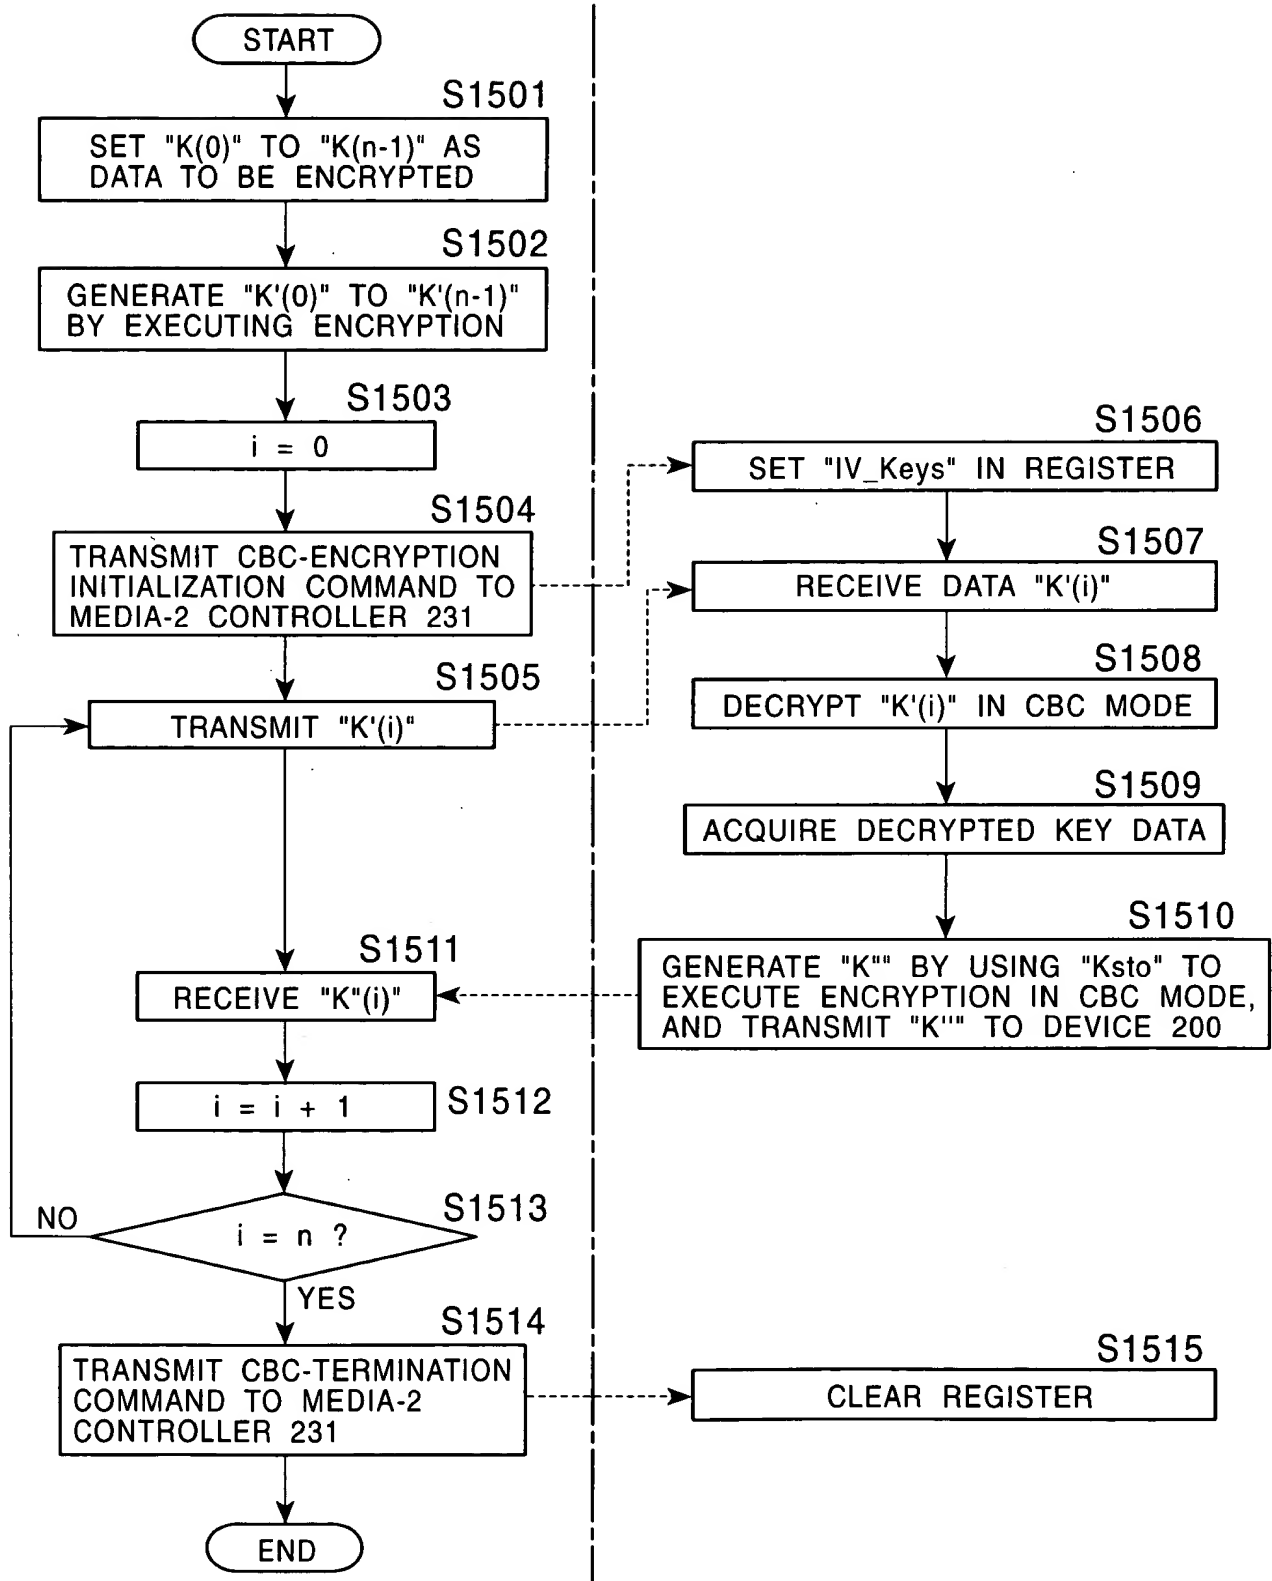 START
S1501
SET "K(0)" TO "K(n-1)" AS
DATA TO BE ENCRYPTED
S1502
GENERATE "K'(0)" TO "K'(n-1)"
BY EXECUTING ENCRYPTION
S1503
i = 0
S1504
TRANSMIT CBC-ENCRYPTION
INITIALIZATION COMMAND TO
MEDIA-2 CONTROLLER 231
S1505
TRANSMIT "K'(i)"
S1506
SET "IV_Keys" IN REGISTER
S1507
RECEIVE DATA "K'(i)"
S1508
DECRYPT "K'(i)" IN CBC MODE
S1509
ACQUIRE DECRYPTED KEY DATA
S1510
GENERATE "K"" BY USING "Ksto" TO
EXECUTE ENCRYPTION IN CBC MODE,
AND TRANSMIT "K''" TO DEVICE 200
S1511
RECEIVE "K"(i)"
i = i + 1
S1512
S1513
i = n ?
NO
YES
S1514
TRANSMIT CBC-TERMINATION
COMMAND TO MEDIA-2
CONTROLLER 231
S1515
CLEAR REGISTER
END